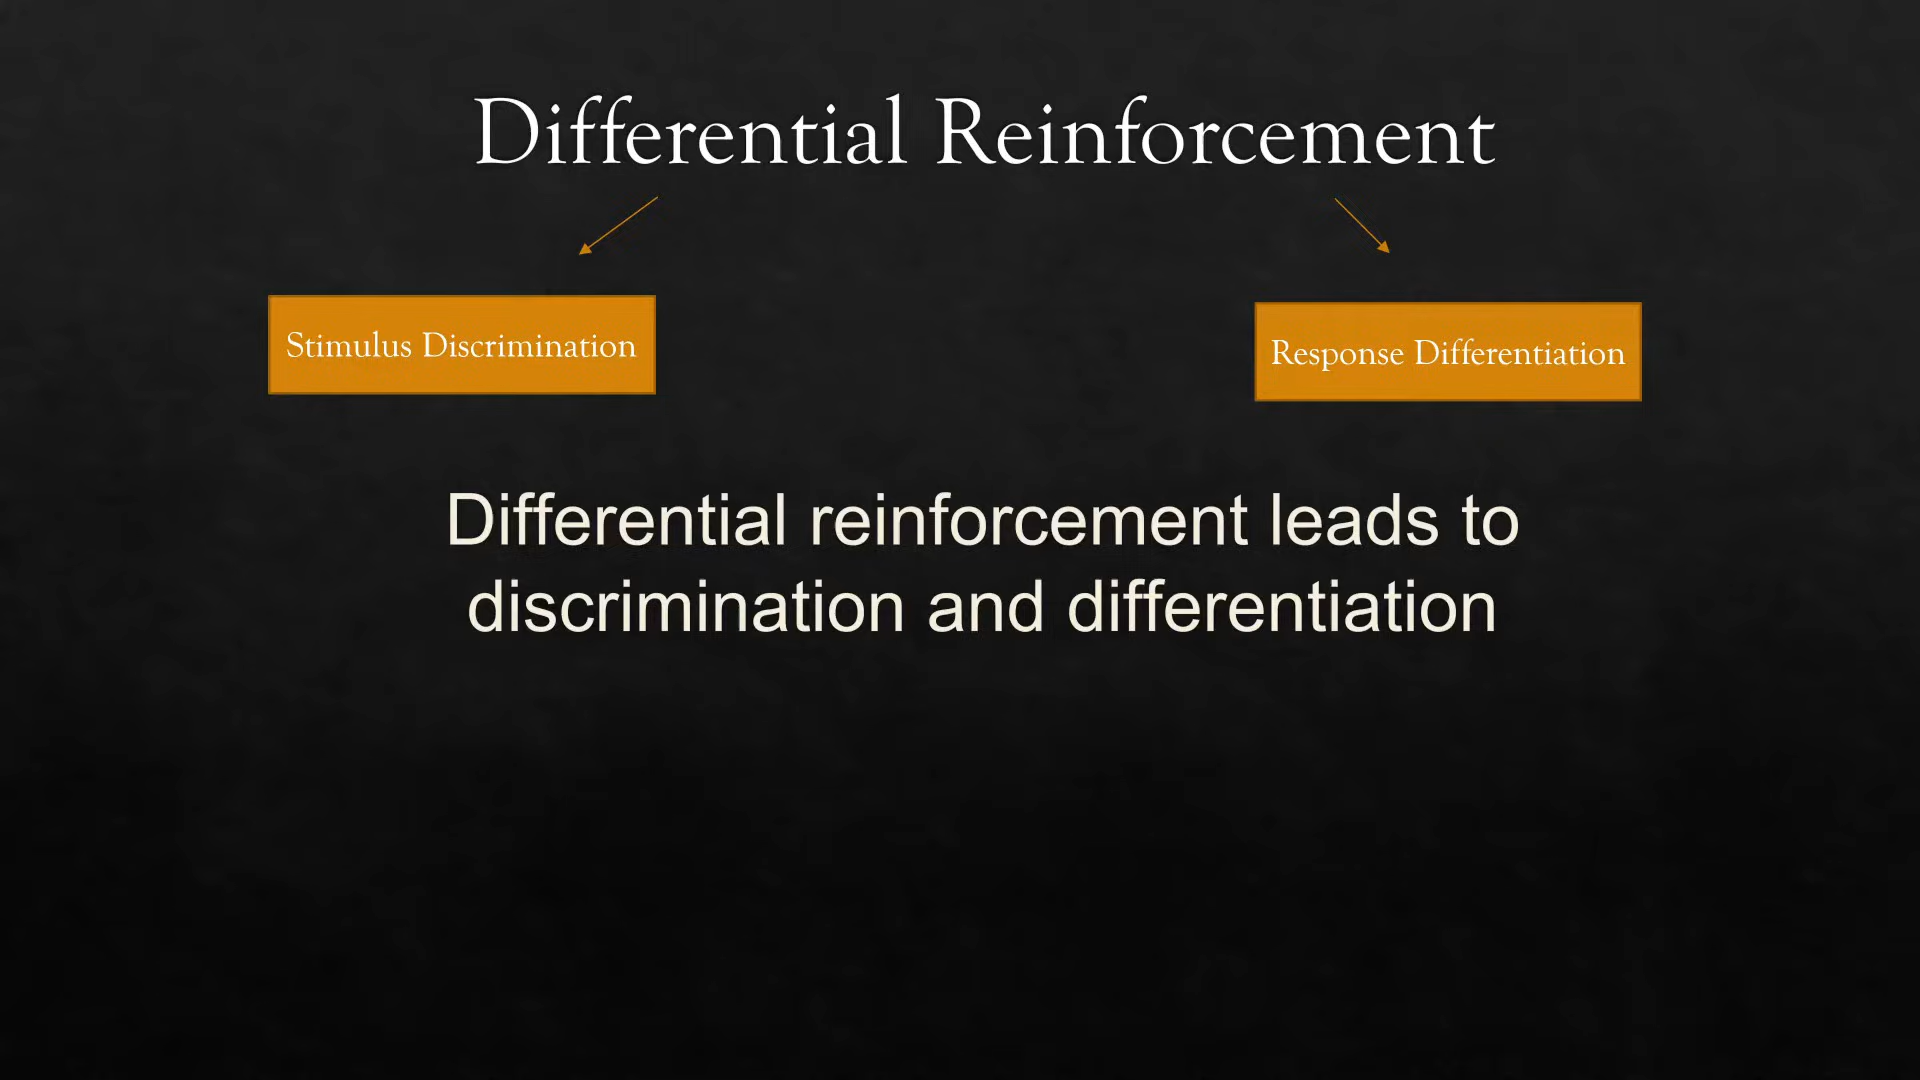 Differential Reinforcement
Stimulus Discrimination
Response Differentiation
Differential reinforcement leads to
discrimination and differentiation